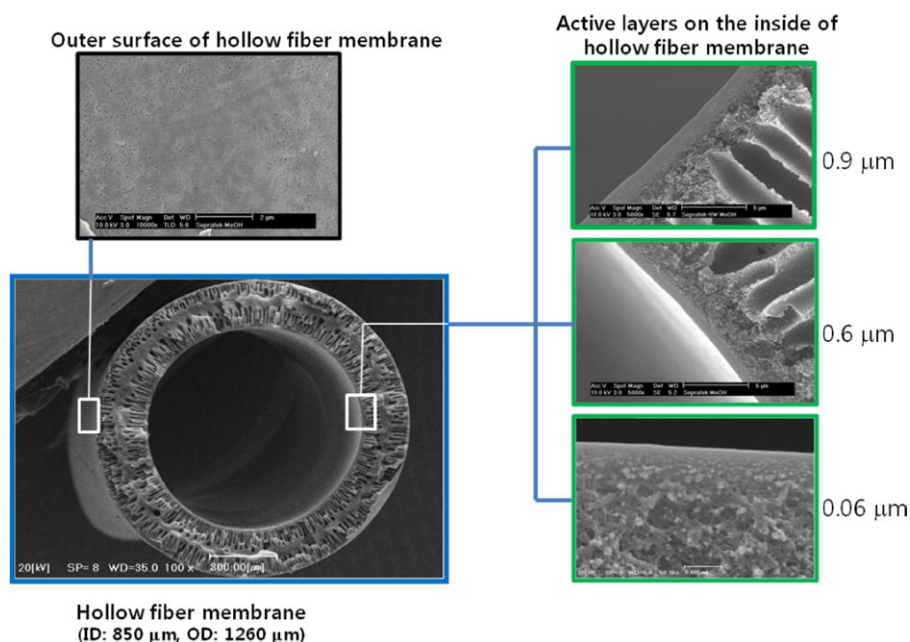 Outer surface of hollow fiber membrane
Acc.V Spot Magn Det WD 2 μm
10.0 kV 3.0 10000x TLD 5.6 Sepratek-MeOH
Active layers on the inside of
hollow fiber membrane
Acc.V Spot Magn Det WD 5 μm
10.0 kV 3.0 5000x SE 5.2 Sepratek-HW MeOH
0.9 μm
Acc.V Spot Magn Det WD 5 μm
10.0 kV 3.0 5000x SE 5.2 Sepratek-MeOH
0.6 μm
0.06 μm
20[kV] SP= 8 WD=35.0 100 x 300.00[μm]
Hollow fiber membrane
(ID: 850 μm, OD: 1260 μm)